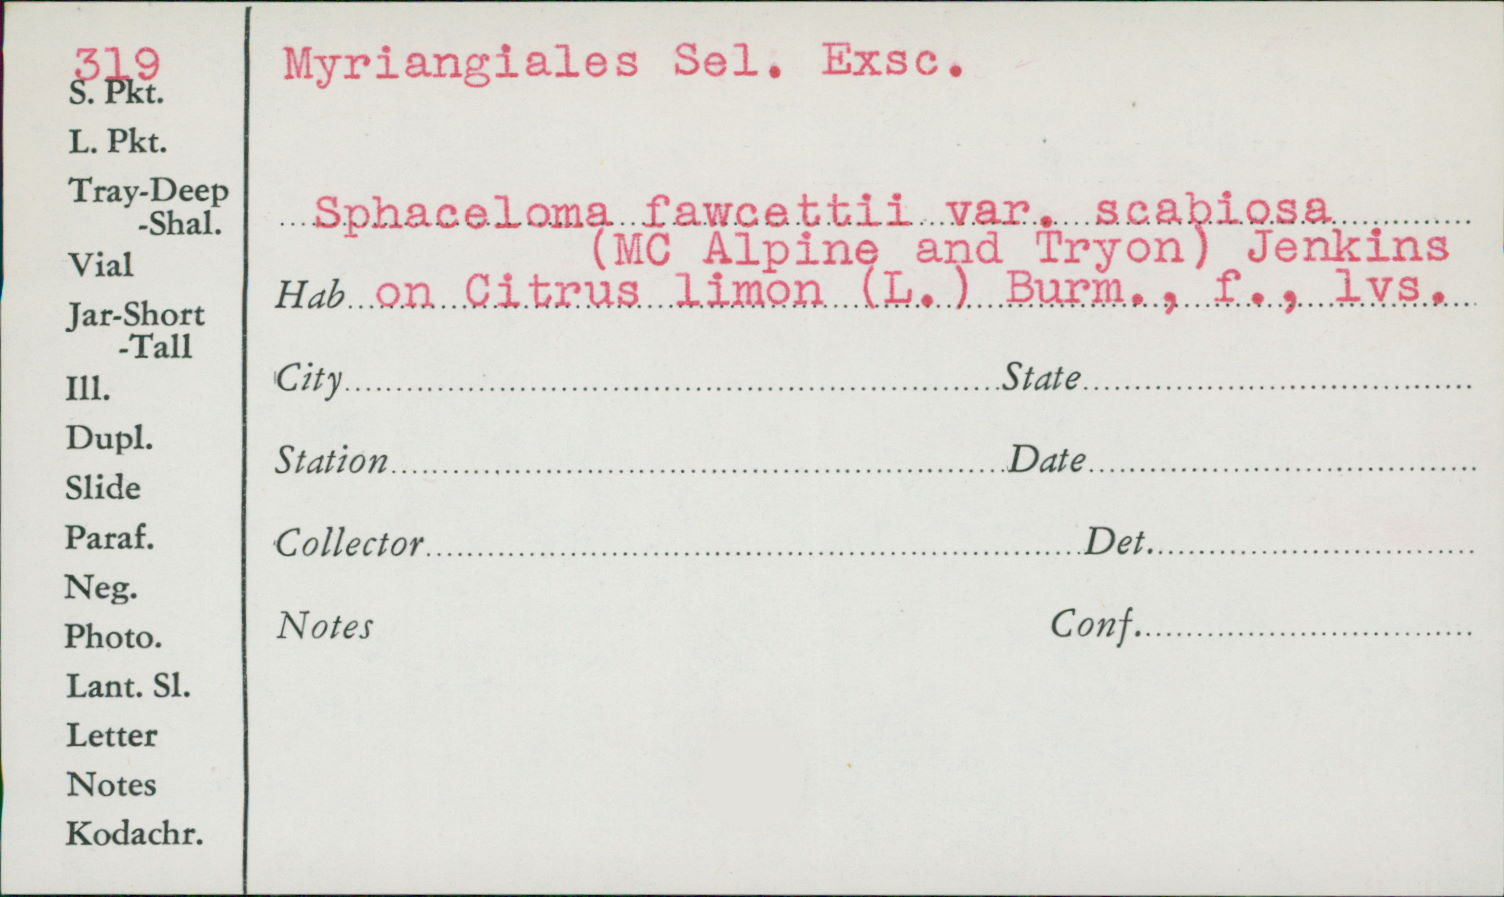 319
S. Pkt.
L. Pkt.
Tray-Deep
-Shal.
Vial
Jar-Short
-Tall
Ill.
Dupl.
Slide
Paraf.
Neg.
Photo.
Lant. Sl.
Letter
Notes
Kodachr.
Myriangiales Sel. Exsc.
Sphaceloma fawcettii var. scabiosa
(MC Alpine and Tryon) Jenkins
Hab. on Citrus limon (L.) Burm., f., lvs.
City State
Station Date
Collector Det.
Notes Conf.